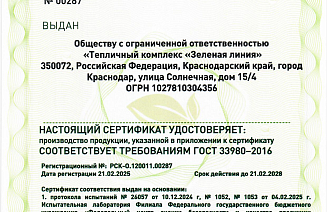 № 00287
ВЫДАН
Обществу с ограниченной ответственностью
«Тепличный комплекс «Зеленая линия»
350072, Российская Федерация, Краснодарский край, город
Краснодар, улица Солнечная, дом 15/4
ОГРН 1027810304356
НАСТОЯЩИЙ СЕРТИФИКАТ УДОСТОВЕРЯЕТ:
производство продукции, указанной в приложении к сертификату
СООТВЕТСТВУЕТ ТРЕБОВАНИЯМ ГОСТ 33980–2016
Регистрационный №: РСК-О.120011.00287
Дата регистрации 21.02.2025 Действителен до 21.02.2028
Сертификат соответствия выдан на основании:
1. протокола испытаний № 26057 от 10.12.2024 г., № 1052, № 1053 от 04.02.2025 г.
Испытательная лаборатория Филиала Федерального государственного бюджетного